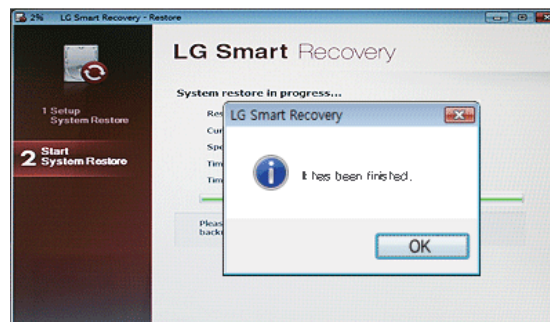 2% LG Smart Recovery - Restore
LG Smart Recovery
System restore in progress...
1 Setup
System Restore
2 Start
System Restore
LG Smart Recovery
It has been finished.
OK